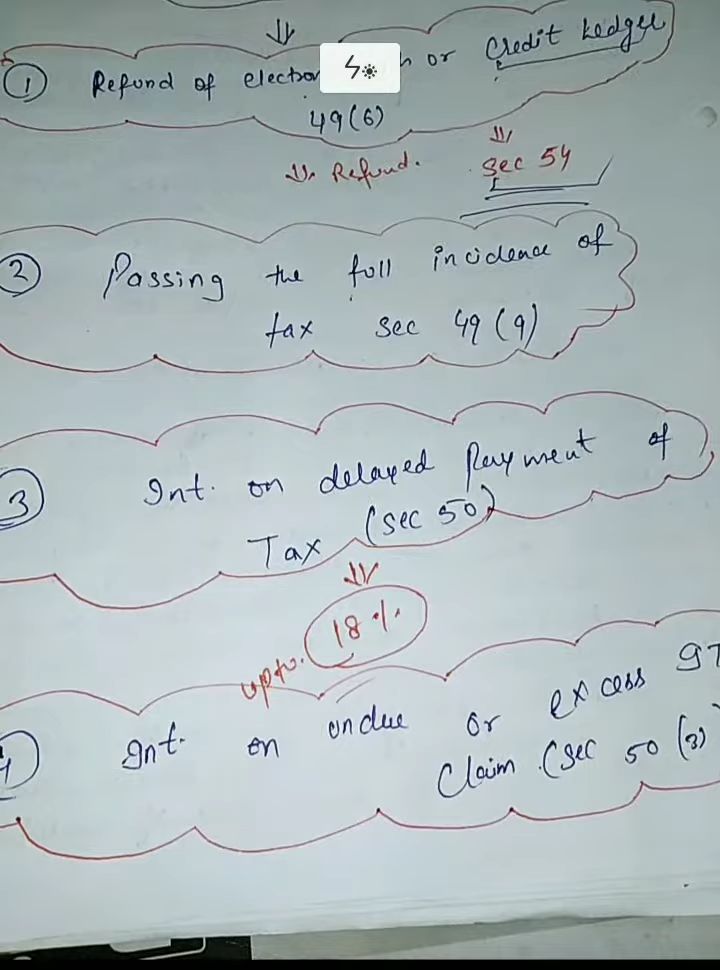 ① Refund of electron or Credit Ledger
49(6)
Refund. Sec 54
② Passing the full incidence of
tax sec 49 (9)
3 Int. on delayed Payment of
Tax (Sec 50)
upto. 18%
4 Int. on undue or excess
Claim (Sec 50 (3)